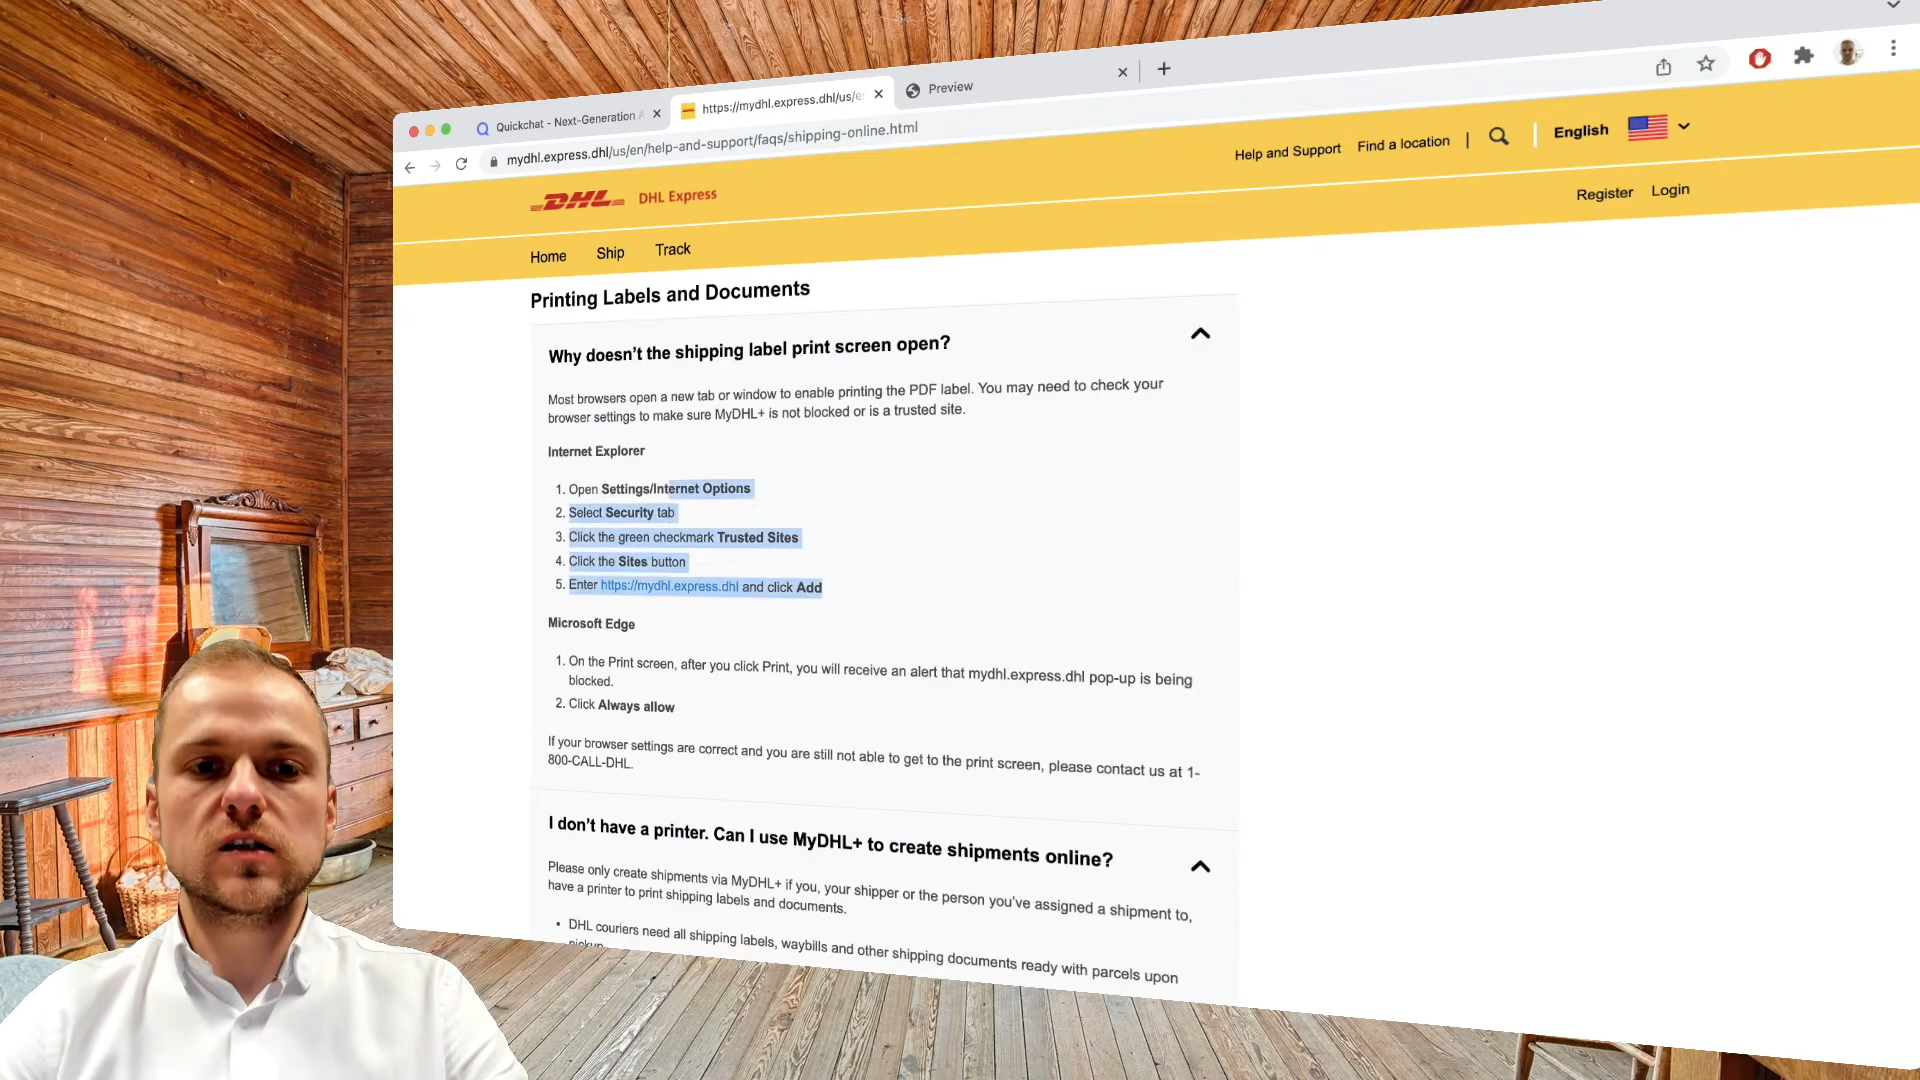 Quickchat - Next-Generation A
https://mydhl.express.dhl/us/e
Preview
mydhl.express.dhl/us/en/help-and-support/faqs/shipping-online.html
Help and Support
Find a location
English
DHL DHL Express
Register
Login
Home
Ship
Track
Printing Labels and Documents
Why doesn’t the shipping label print screen open?
Most browsers open a new tab or window to enable printing the PDF label. You may need to check your
browser settings to make sure MyDHL+ is not blocked or is a trusted site.
Internet Explorer
1. Open Settings/Internet Options
2. Select Security tab
3. Click the green checkmark Trusted Sites
4. Click the Sites button
5. Enter https://mydhl.express.dhl and click Add
Microsoft Edge
1. On the Print screen, after you click Print, you will receive an alert that mydhl.express.dhl pop-up is being
blocked.
2. Click Always allow
If your browser settings are correct and you are still not able to get to the print screen, please contact us at 1-
800-CALL-DHL.
I don’t have a printer. Can I use MyDHL+ to create shipments online?
Please only create shipments via MyDHL+ if you, your shipper or the person you’ve assigned a shipment to,
have a printer to print shipping labels and documents.
• DHL couriers need all shipping labels, waybills and other shipping documents ready with parcels upon
pickup.